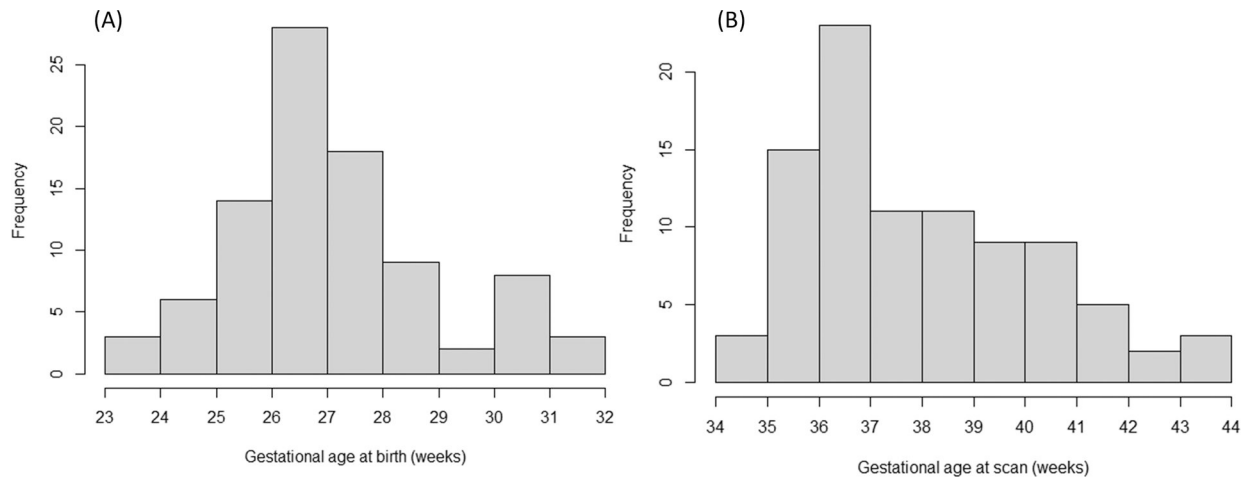 (A)
Frequency
25
20
15
10
5
0
23 24 25 26 27 28 29 30 31 32
Gestational age at birth (weeks)
(B)
Frequency
20
15
10
5
0
34 35 36 37 38 39 40 41 42 43 44
Gestational age at scan (weeks)